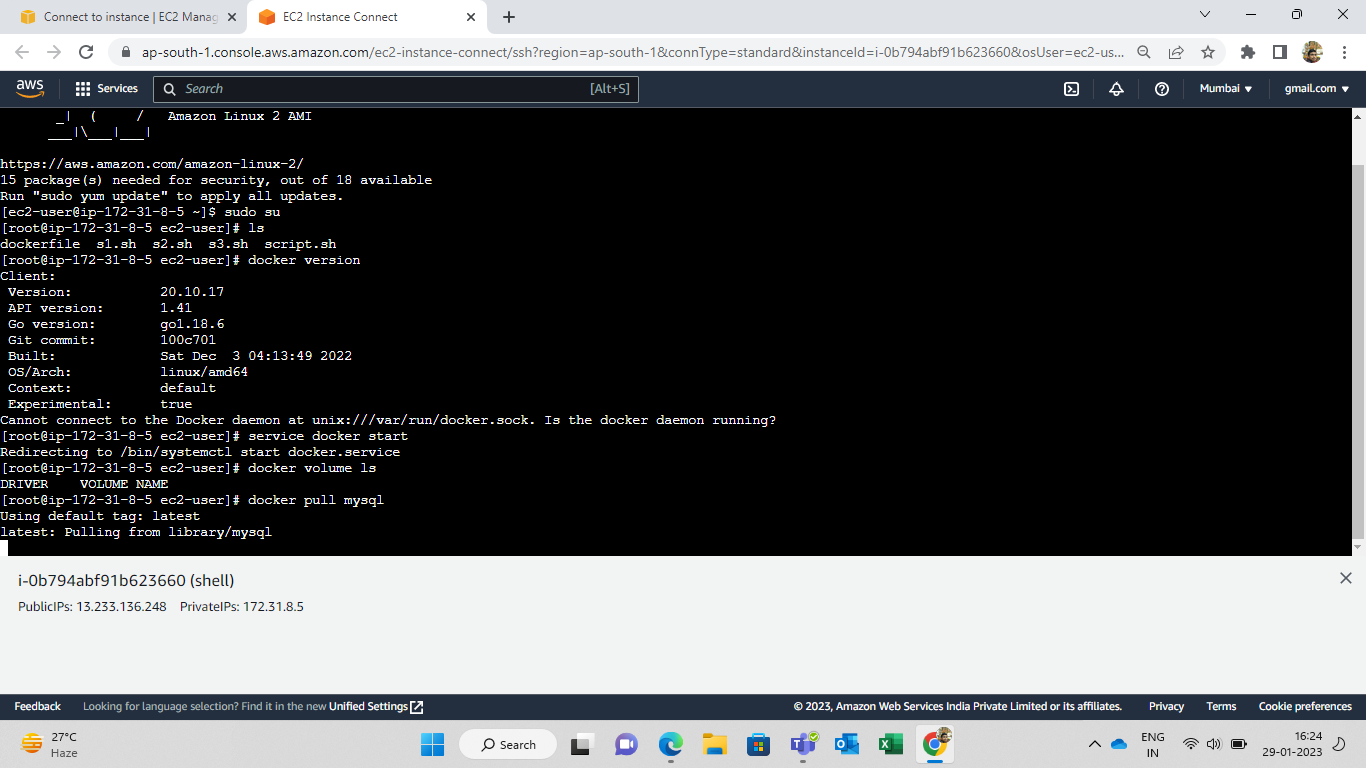 Connect to instance | EC2 Manag
EC2 Instance Connect
ap-south-1.console.aws.amazon.com/ec2-instance-connect/ssh?region=ap-south-1&connType=standard&instanceId=i-0b794abf91b623660&osUser=ec2-us...
aws Services Search [Alt+S] Mumbai gmail.com
_|  (     /   Amazon Linux 2 AMI
___|\___|___|
https://aws.amazon.com/amazon-linux-2/
15 package(s) needed for security, out of 18 available
Run "sudo yum update" to apply all updates.
[ec2-user@ip-172-31-8-5 ~]$ sudo su
[root@ip-172-31-8-5 ec2-user]# ls
dockerfile  s1.sh  s2.sh  s3.sh  script.sh
[root@ip-172-31-8-5 ec2-user]# docker version
Client:
Version:           20.10.17
API version:       1.41
Go version:        go1.18.6
Git commit:        100c701
Built:             Sat Dec  3 04:13:49 2022
OS/Arch:           linux/amd64
Context:           default
Experimental:      true
Cannot connect to the Docker daemon at unix:///var/run/docker.sock. Is the docker daemon running?
[root@ip-172-31-8-5 ec2-user]# service docker start
Redirecting to /bin/systemctl start docker.service
[root@ip-172-31-8-5 ec2-user]# docker volume ls
DRIVER    VOLUME NAME
[root@ip-172-31-8-5 ec2-user]# docker pull mysql
Using default tag: latest
latest: Pulling from library/mysql
i-0b794abf91b623660 (shell)
PublicIPs: 13.233.136.248 PrivateIPs: 172.31.8.5
Feedback Looking for language selection? Find it in the new Unified Settings © 2023, Amazon Web Services India Private Limited or its affiliates. Privacy Terms Cookie preferences
27°C
Haze
Search
ENG
IN
16:24
29-01-2023